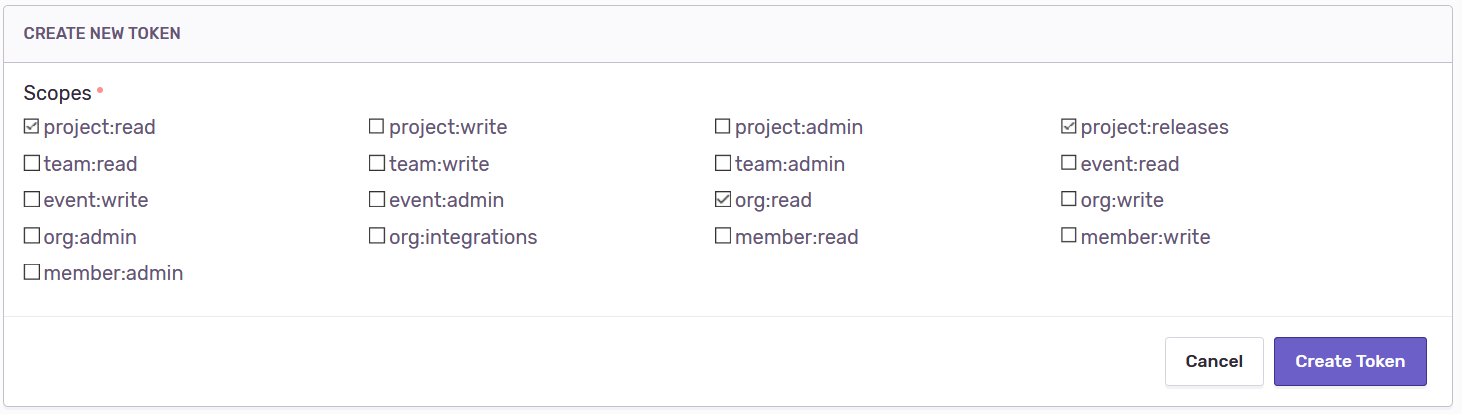 CREATE NEW TOKEN
Scopes
project:read project:write project:admin project:releases
team:read team:write team:admin event:read
event:write event:admin org:read org:write
org:admin org:integrations member:read member:write
member:admin
Cancel Create Token